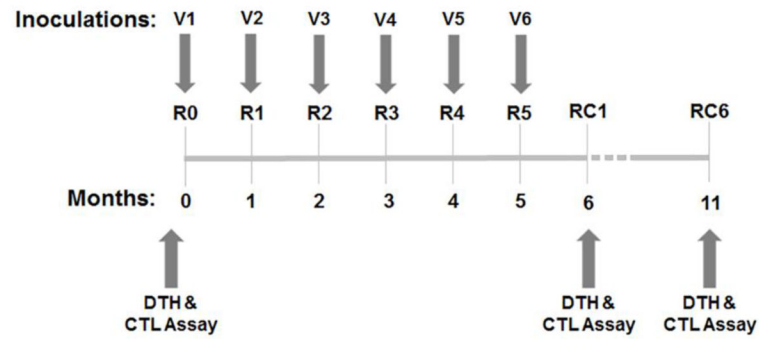 Inoculations: V1 V2 V3 V4 V5 V6
R0 R1 R2 R3 R4 R5 RC1 RC6
Months: 0 1 2 3 4 5 6 11
DTH & DTH & DTH &
CTL Assay CTL Assay CTL Assay